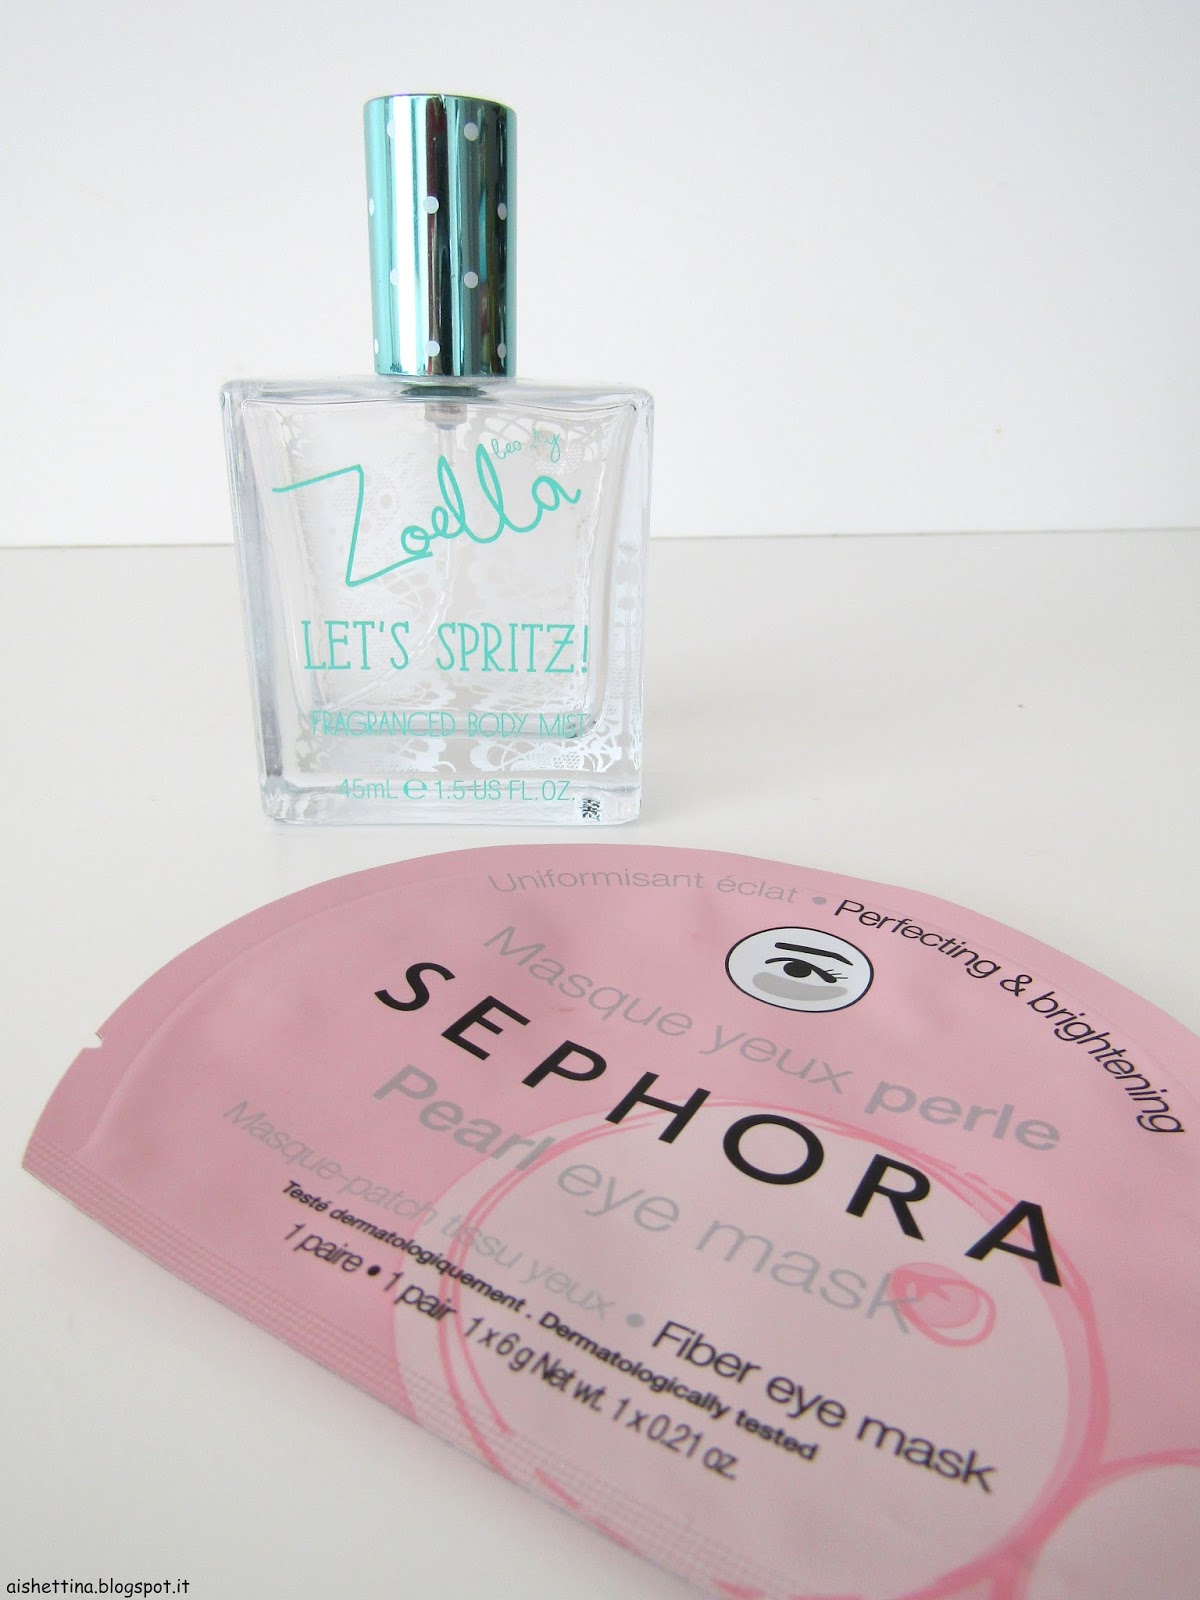 beauty
Zoella
LET'S SPRITZ!
FRAGRANCED BODY MIST
45mL e 1.5 US FL.OZ.
Uniformisant éclat • Perfecting & brightening
Masque yeux perle
SEPHORA
Pearl eye mask
Masque-patch tissu yeux • Fiber eye mask
Testé dermatologiquement . Dermatologically tested
1 paire • 1 pair 1 x 6 g Net wt. 1 x 0.21 oz.
aishettina.blogspot.it